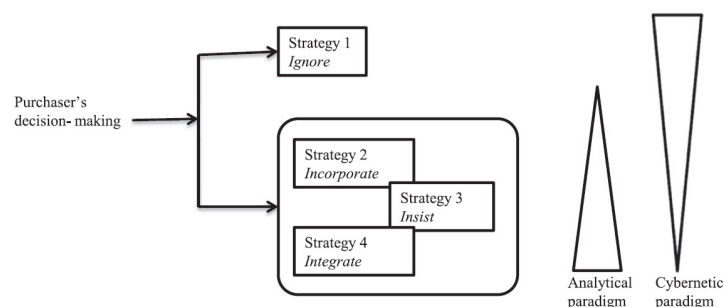 Strategy 1
Ignore
Purchaser’s
decision- making
Strategy 2
Incorporate
Strategy 3
Insist
Strategy 4
Integrate
Analytical
paradigm
Cybernetic
paradigm